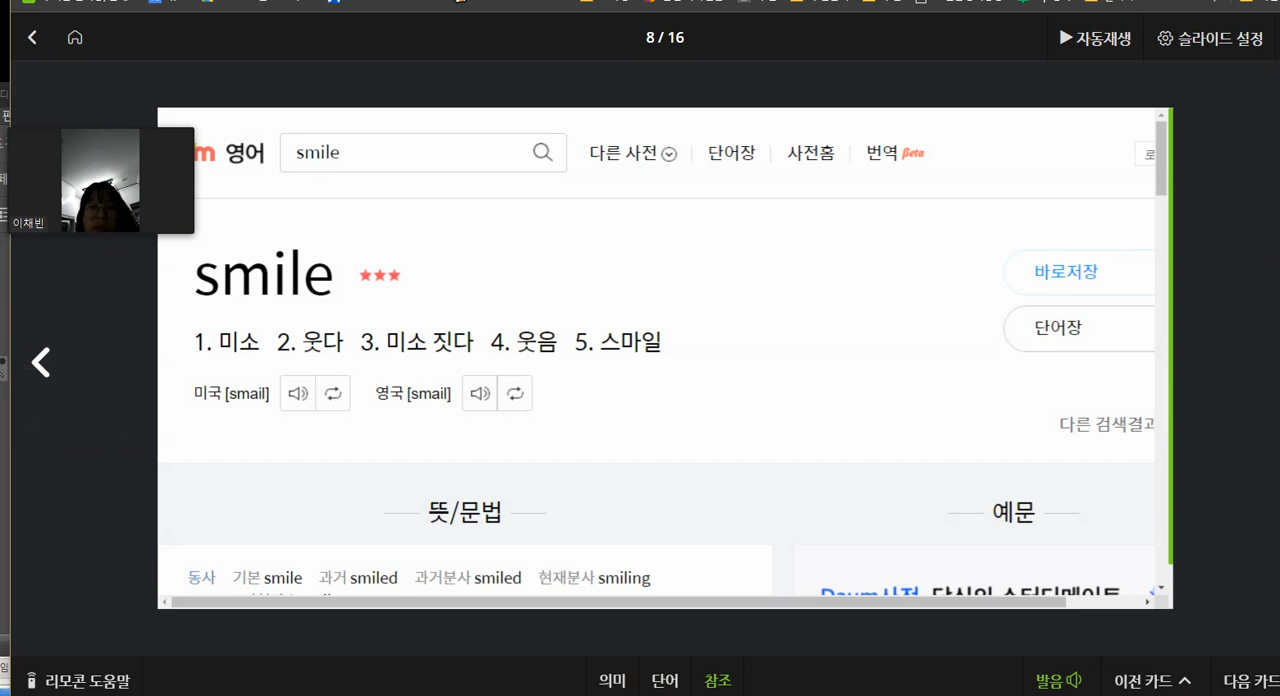 8 / 16
▶ 자동재생
슬라이드 설정
m 영어
smile
다른 사전
단어장
사전홈
번역 Beta
로
이채빈
smile ★★★
바로저장
1. 미소 2. 웃다 3. 미소 짓다 4. 웃음 5. 스마일
단어장
미국 [smail]
영국 [smail]
다른 검색결과
뜻/문법
예문
동사 기본 smile 과거 smiled 과거분사 smiled 현재분사 smiling
리모콘 도움말
의미
단어
참조
발음
이전 카드
다음 카드